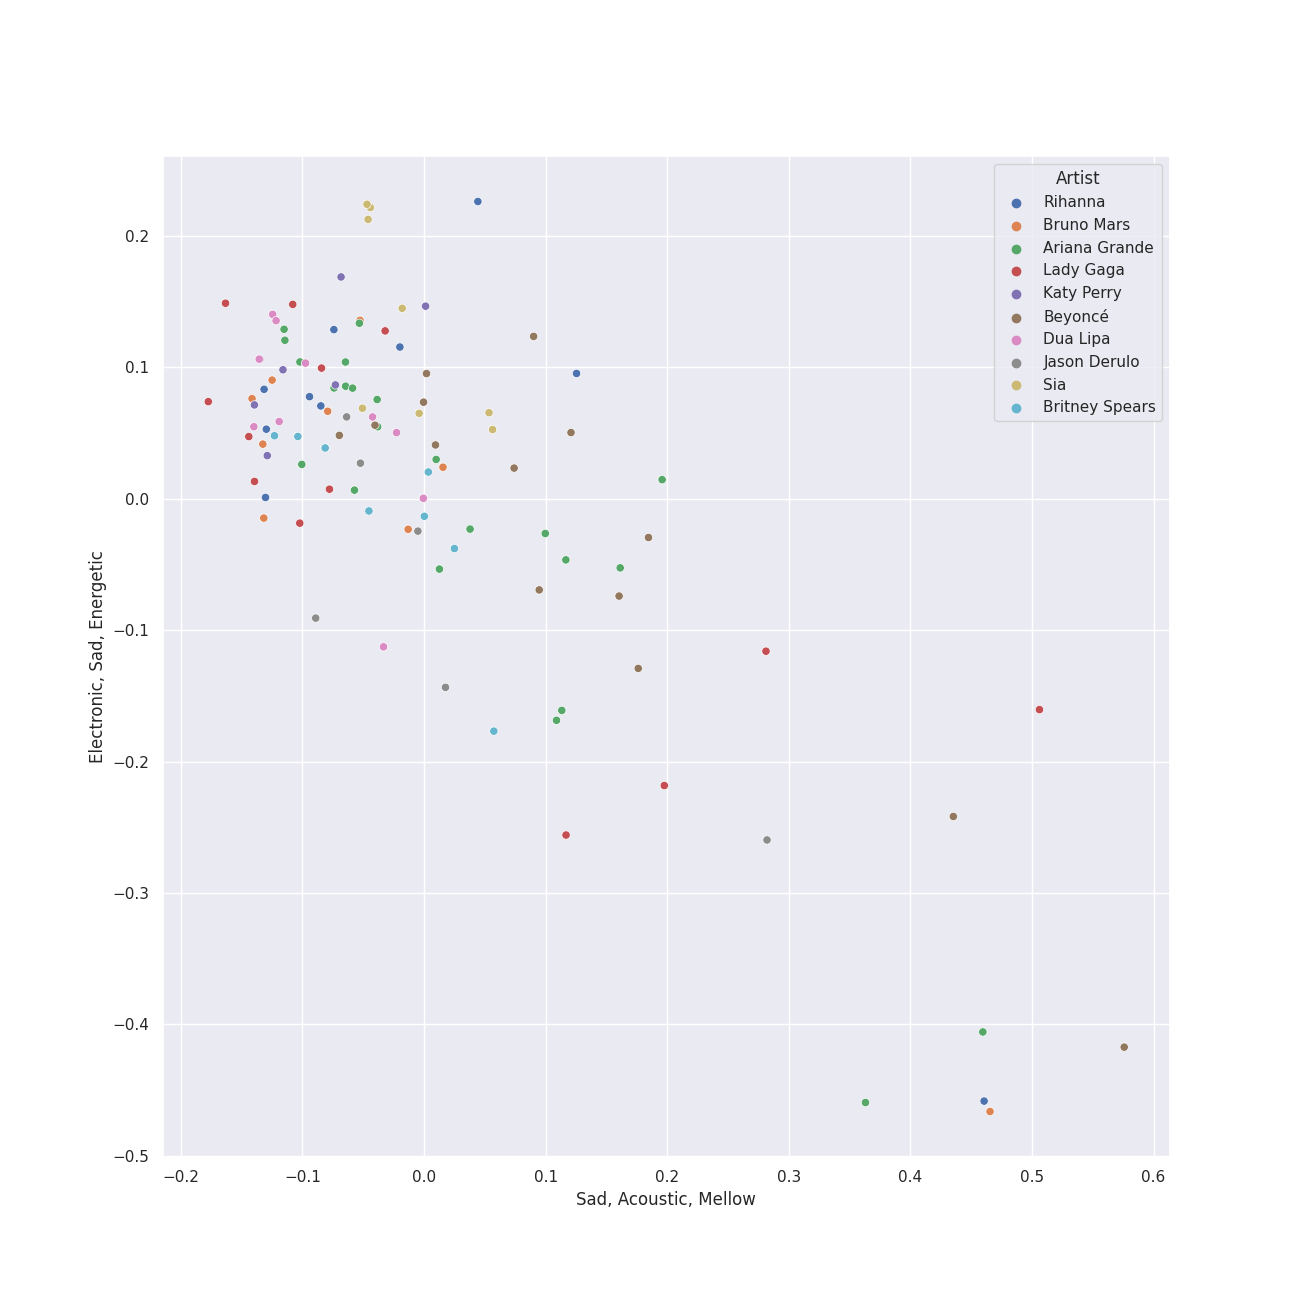 Artist
Rihanna
Bruno Mars
Ariana Grande
Lady Gaga
Katy Perry
Beyoncé
Dua Lipa
Jason Derulo
Sia
Britney Spears
0.2
0.1
0.0
−0.1
−0.2
−0.3
−0.4
−0.5
Electronic, Sad, Energetic
−0.2 −0.1 0.0 0.1 0.2 0.3 0.4 0.5 0.6
Sad, Acoustic, Mellow